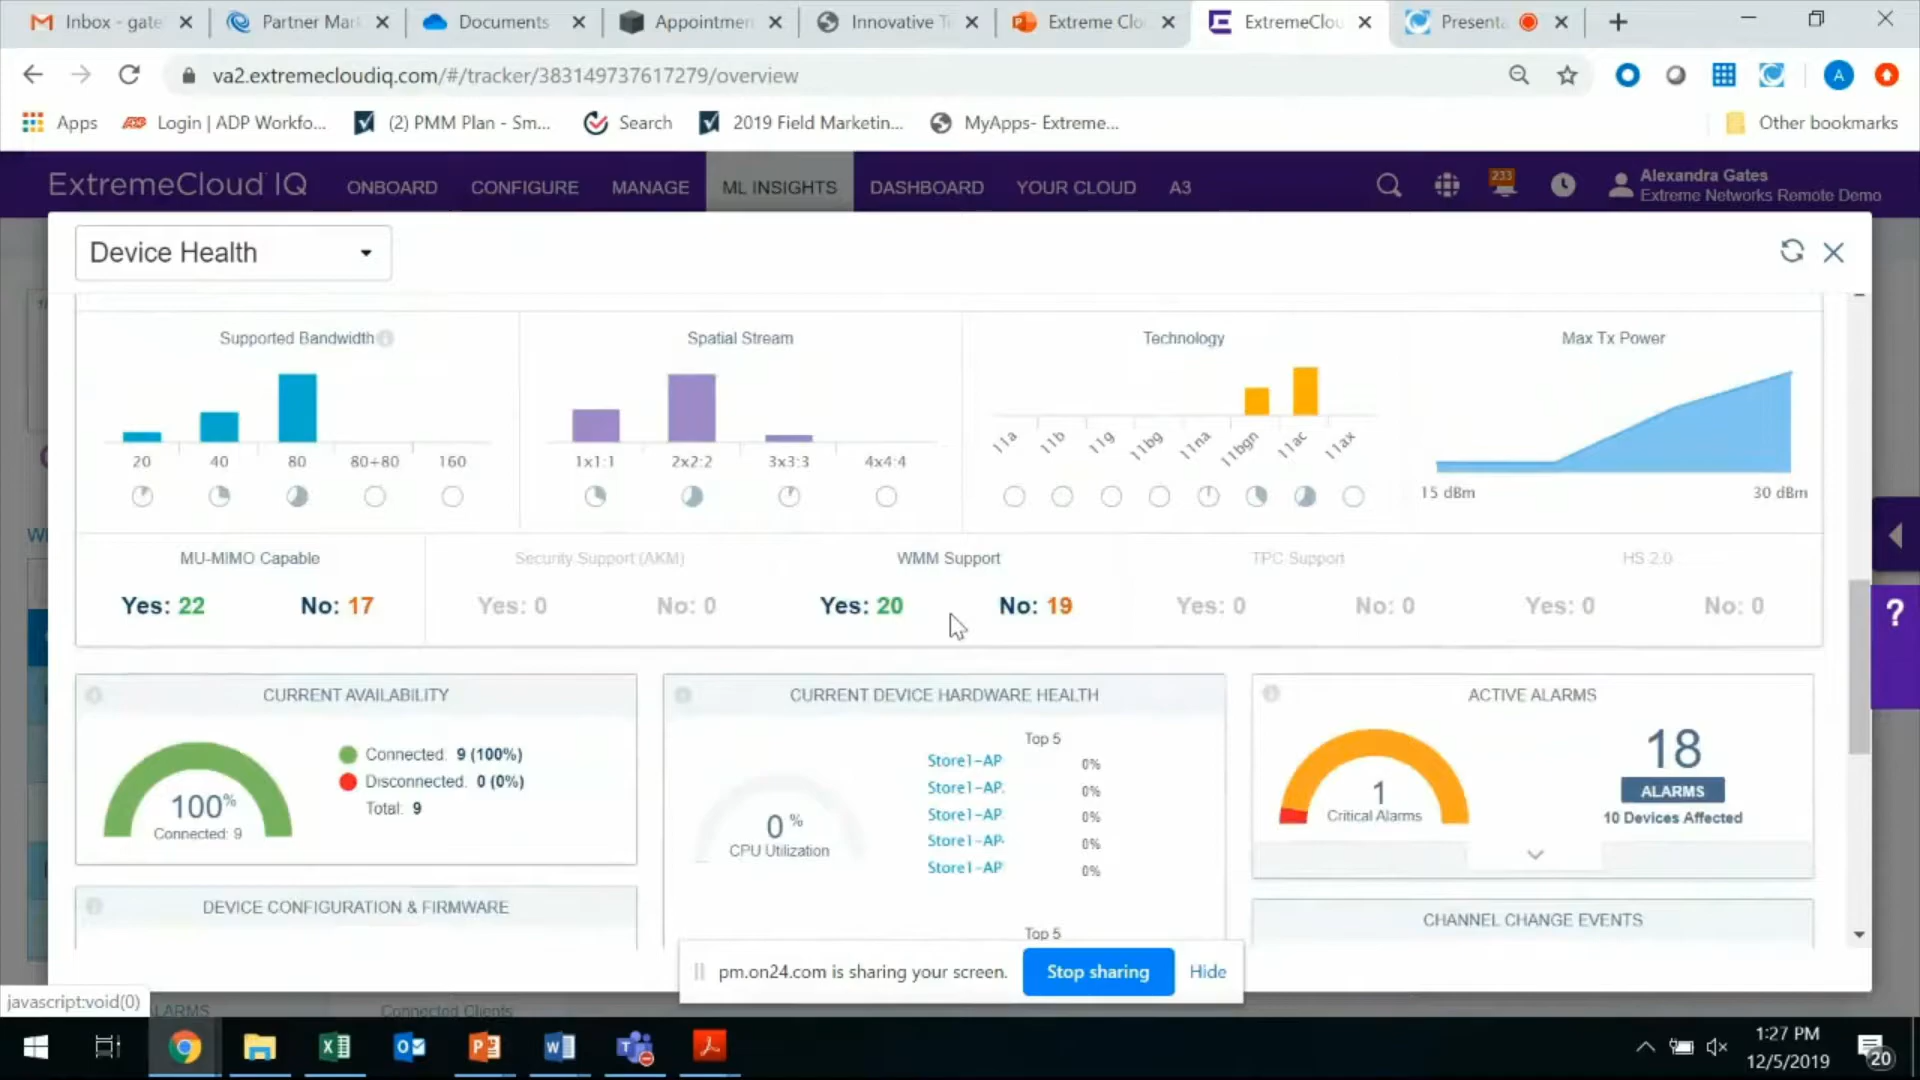 Inbox - gate
Partner Mar
Documents
Appointmen
Innovative T
Extreme Clo
ExtremeClou
Presenta
va2.extremecloudiq.com/#/tracker/383149737617279/overview
A
Apps
Login | ADP Workfo...
(2) PMM Plan - Sm...
Search
2019 Field Marketin...
MyApps- Extreme...
Other bookmarks
ExtremeCloud IQ
ONBOARD
CONFIGURE
MANAGE
ML INSIGHTS
DASHBOARD
YOUR CLOUD
A3
233
Alexandra Gates
Extreme Networks Remote Demo
Device Health
Supported Bandwidth
Spatial Stream
Technology
Max Tx Power
20 40 80 80+80 160
1x1:1 2x2:2 3x3:3 4x4:4
11a 11b 11g 11bg 11na 11bgn 11ac 11ax
15 dBm 30 dBm
MU-MIMO Capable
Security Support (AKM)
WMM Support
TPC Support
HS 2.0
Yes: 22 No: 17
Yes: 0 No: 0
Yes: 20 No: 19
Yes: 0 No: 0
Yes: 0 No: 0
?
CURRENT AVAILABILITY
100%
Connected: 9
Connected: 9 (100%)
Disconnected: 0 (0%)
Total: 9
DEVICE CONFIGURATION & FIRMWARE
CURRENT DEVICE HARDWARE HEALTH
0 %
CPU Utilization
Top 5
Store1-AP 0%
Store1-AP. 0%
Store1-AP 0%
Store1-AP- 0%
Store1-AP 0%
Top 5
ACTIVE ALARMS
1
Critical Alarms
18
ALARMS
10 Devices Affected
CHANNEL CHANGE EVENTS
pm.on24.com is sharing your screen.
Stop sharing
Hide
javascript:void(0)
LARMS
Connected Clients
1:27 PM
12/5/2019
20